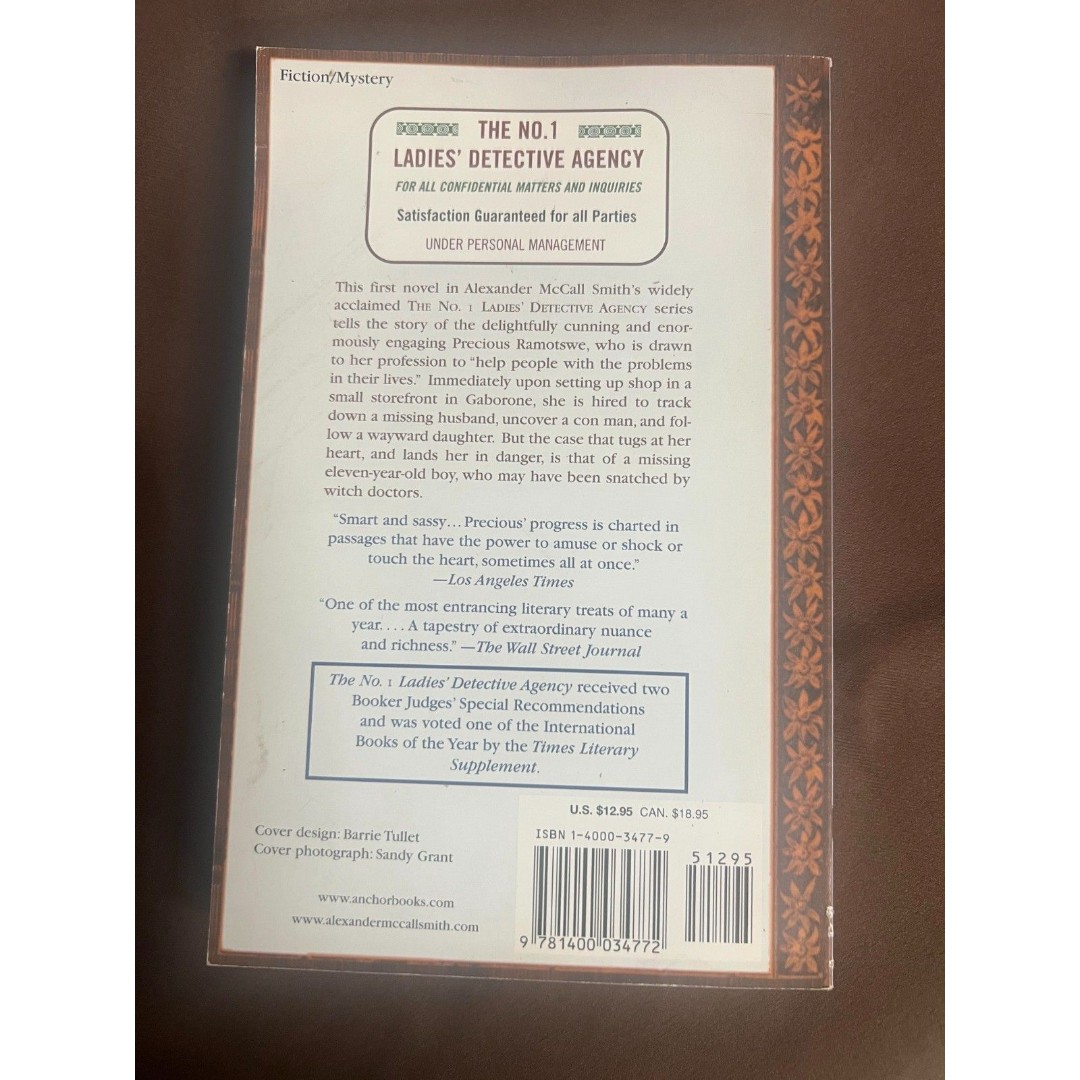 Fiction/Mystery
THE NO.1
LADIES' DETECTIVE AGENCY
FOR ALL CONFIDENTIAL MATTERS AND INQUIRIES
Satisfaction Guaranteed for all Parties
UNDER PERSONAL MANAGEMENT
This first novel in Alexander McCall Smith's widely
acclaimed THE NO. 1 LADIES' DETECTIVE AGENCY series
tells the story of the delightfully cunning and enor-
mously engaging Precious Ramotswe, who is drawn
to her profession to "help people with the problems
in their lives." Immediately upon setting up shop in a
small storefront in Gaborone, she is hired to track
down a missing husband, uncover a con man, and fol-
low a wayward daughter. But the case that tugs at her
heart, and lands her in danger, is that of a missing
eleven-year-old boy, who may have been snatched by
witch doctors.
"Smart and sassy... Precious' progress is charted in
passages that have the power to amuse or shock or
touch the heart, sometimes all at once."
—Los Angeles Times
"One of the most entrancing literary treats of many a
year.... A tapestry of extraordinary nuance
and richness." —The Wall Street Journal
The No. 1 Ladies' Detective Agency received two
Booker Judges' Special Recommendations
and was voted one of the International
Books of the Year by the Times Literary
Supplement.
U.S. $12.95 CAN. $18.95
ISBN 1-4000-3477-9
51295
9 781400 034772
Cover design: Barrie Tullet
Cover photograph: Sandy Grant
www.anchorbooks.com
www.alexandermccallsmith.com